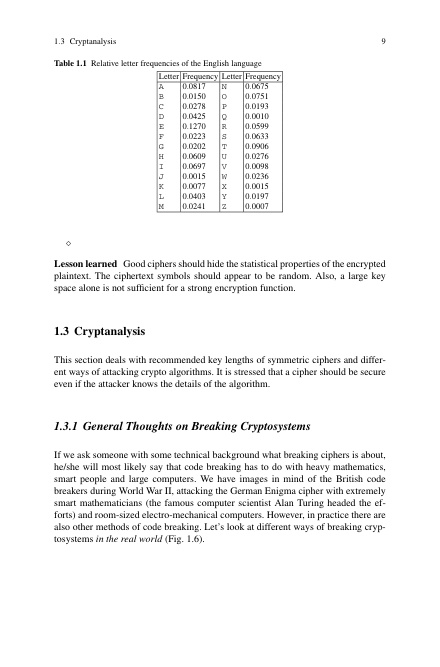 1.3 Cryptanalysis 9
Table 1.1 Relative letter frequencies of the English language
Letter Frequency Letter Frequency
A 0.0817 N 0.0675
B 0.0150 O 0.0751
C 0.0278 P 0.0193
D 0.0425 Q 0.0010
E 0.1270 R 0.0599
F 0.0223 S 0.0633
G 0.0202 T 0.0906
H 0.0609 U 0.0276
I 0.0697 V 0.0098
J 0.0015 W 0.0236
K 0.0077 X 0.0015
L 0.0403 Y 0.0197
M 0.0241 Z 0.0007
⋄
Lesson learned Good ciphers should hide the statistical properties of the encrypted
plaintext. The ciphertext symbols should appear to be random. Also, a large key
space alone is not sufficient for a strong encryption function.
1.3 Cryptanalysis
This section deals with recommended key lengths of symmetric ciphers and differ-
ent ways of attacking crypto algorithms. It is stressed that a cipher should be secure
even if the attacker knows the details of the algorithm.
1.3.1 General Thoughts on Breaking Cryptosystems
If we ask someone with some technical background what breaking ciphers is about,
he/she will most likely say that code breaking has to do with heavy mathematics,
smart people and large computers. We have images in mind of the British code
breakers during World War II, attacking the German Enigma cipher with extremely
smart mathematicians (the famous computer scientist Alan Turing headed the ef-
forts) and room-sized electro-mechanical computers. However, in practice there are
also other methods of code breaking. Let's look at different ways of breaking cryp-
tosystems in the real world (Fig. 1.6).